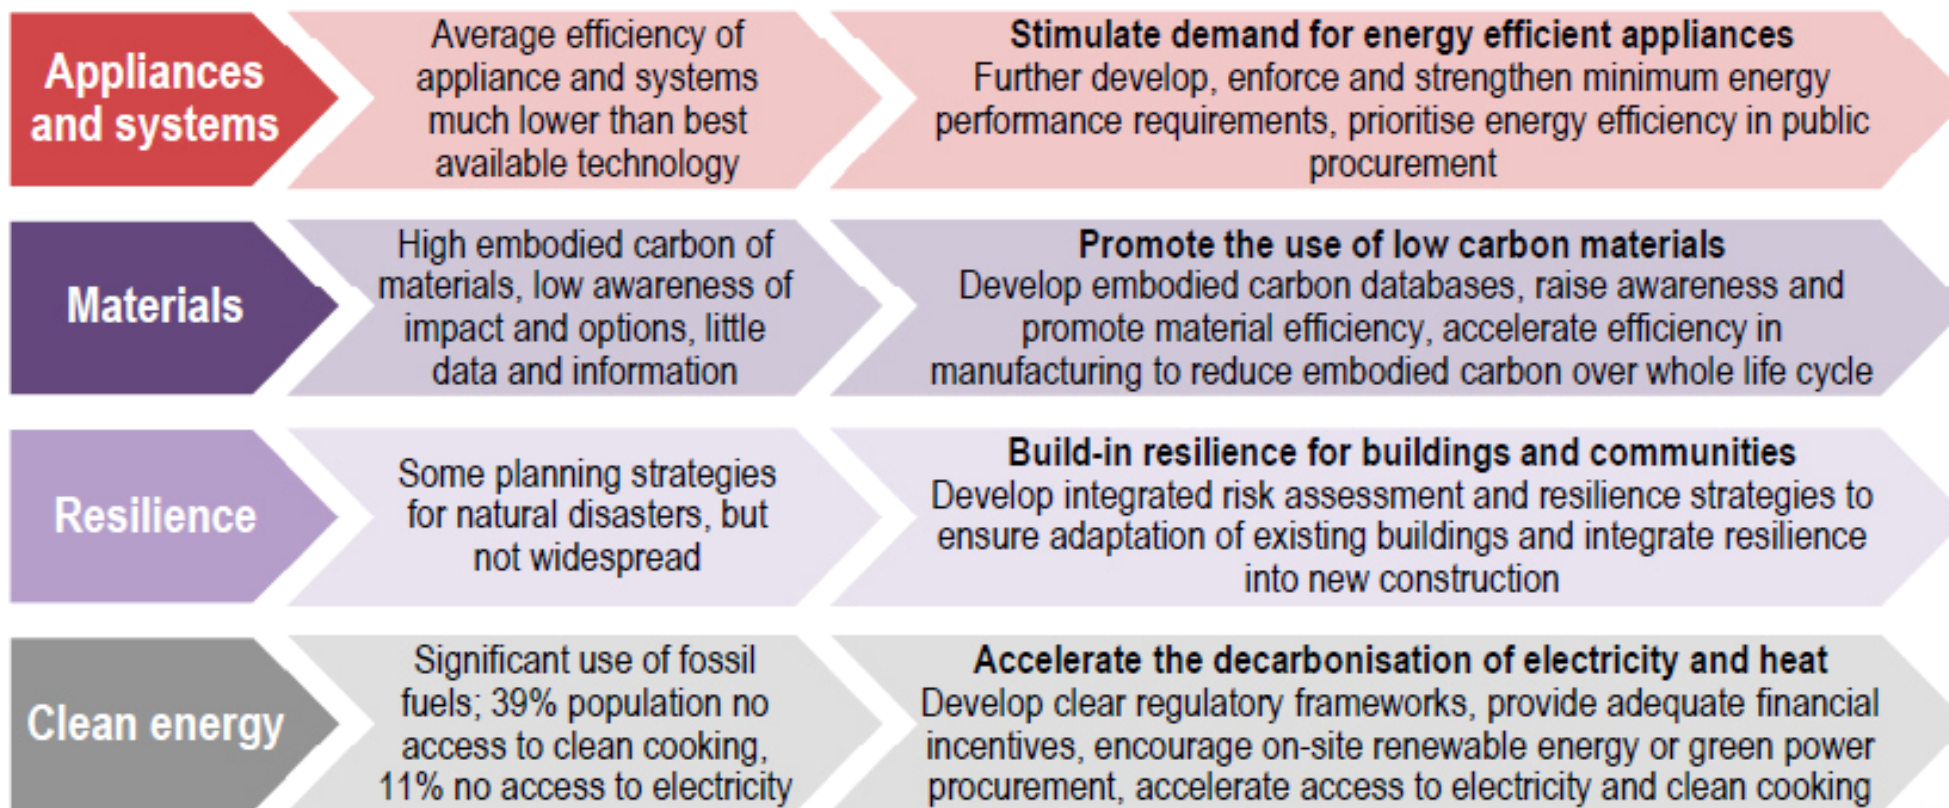 Appliances
and systems
Average efficiency of
appliance and systems
much lower than best
available technology
Stimulate demand for energy efficient appliances
Further develop, enforce and strengthen minimum energy
performance requirements, prioritise energy efficiency in public
procurement
Materials
High embodied carbon of
materials, low awareness of
impact and options, little
data and information
Promote the use of low carbon materials
Develop embodied carbon databases, raise awareness and
promote material efficiency, accelerate efficiency in
manufacturing to reduce embodied carbon over whole life cycle
Resilience
Some planning strategies
for natural disasters, but
not widespread
Build-in resilience for buildings and communities
Develop integrated risk assessment and resilience strategies to
ensure adaptation of existing buildings and integrate resilience
into new construction
Clean energy
Significant use of fossil
fuels; 39% population no
access to clean cooking,
11% no access to electricity
Accelerate the decarbonisation of electricity and heat
Develop clear regulatory frameworks, provide adequate financial
incentives, encourage on-site renewable energy or green power
procurement, accelerate access to electricity and clean cooking